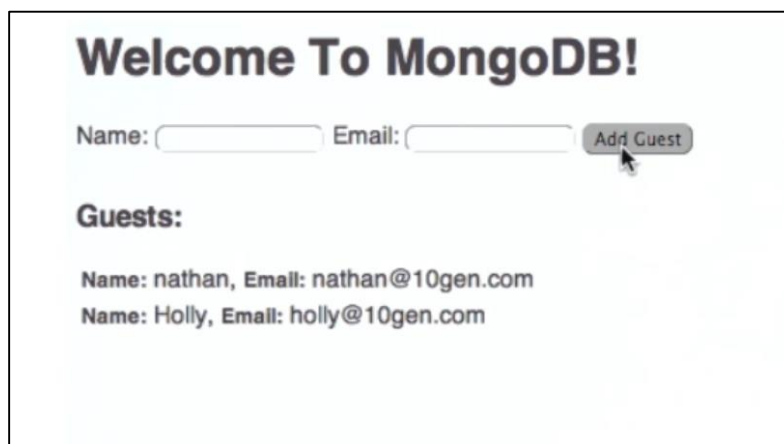 Welcome To MongoDB!
Name: Email: Add Guest
Guests:
Name: nathan, Email: nathan@10gen.com
Name: Holly, Email: holly@10gen.com